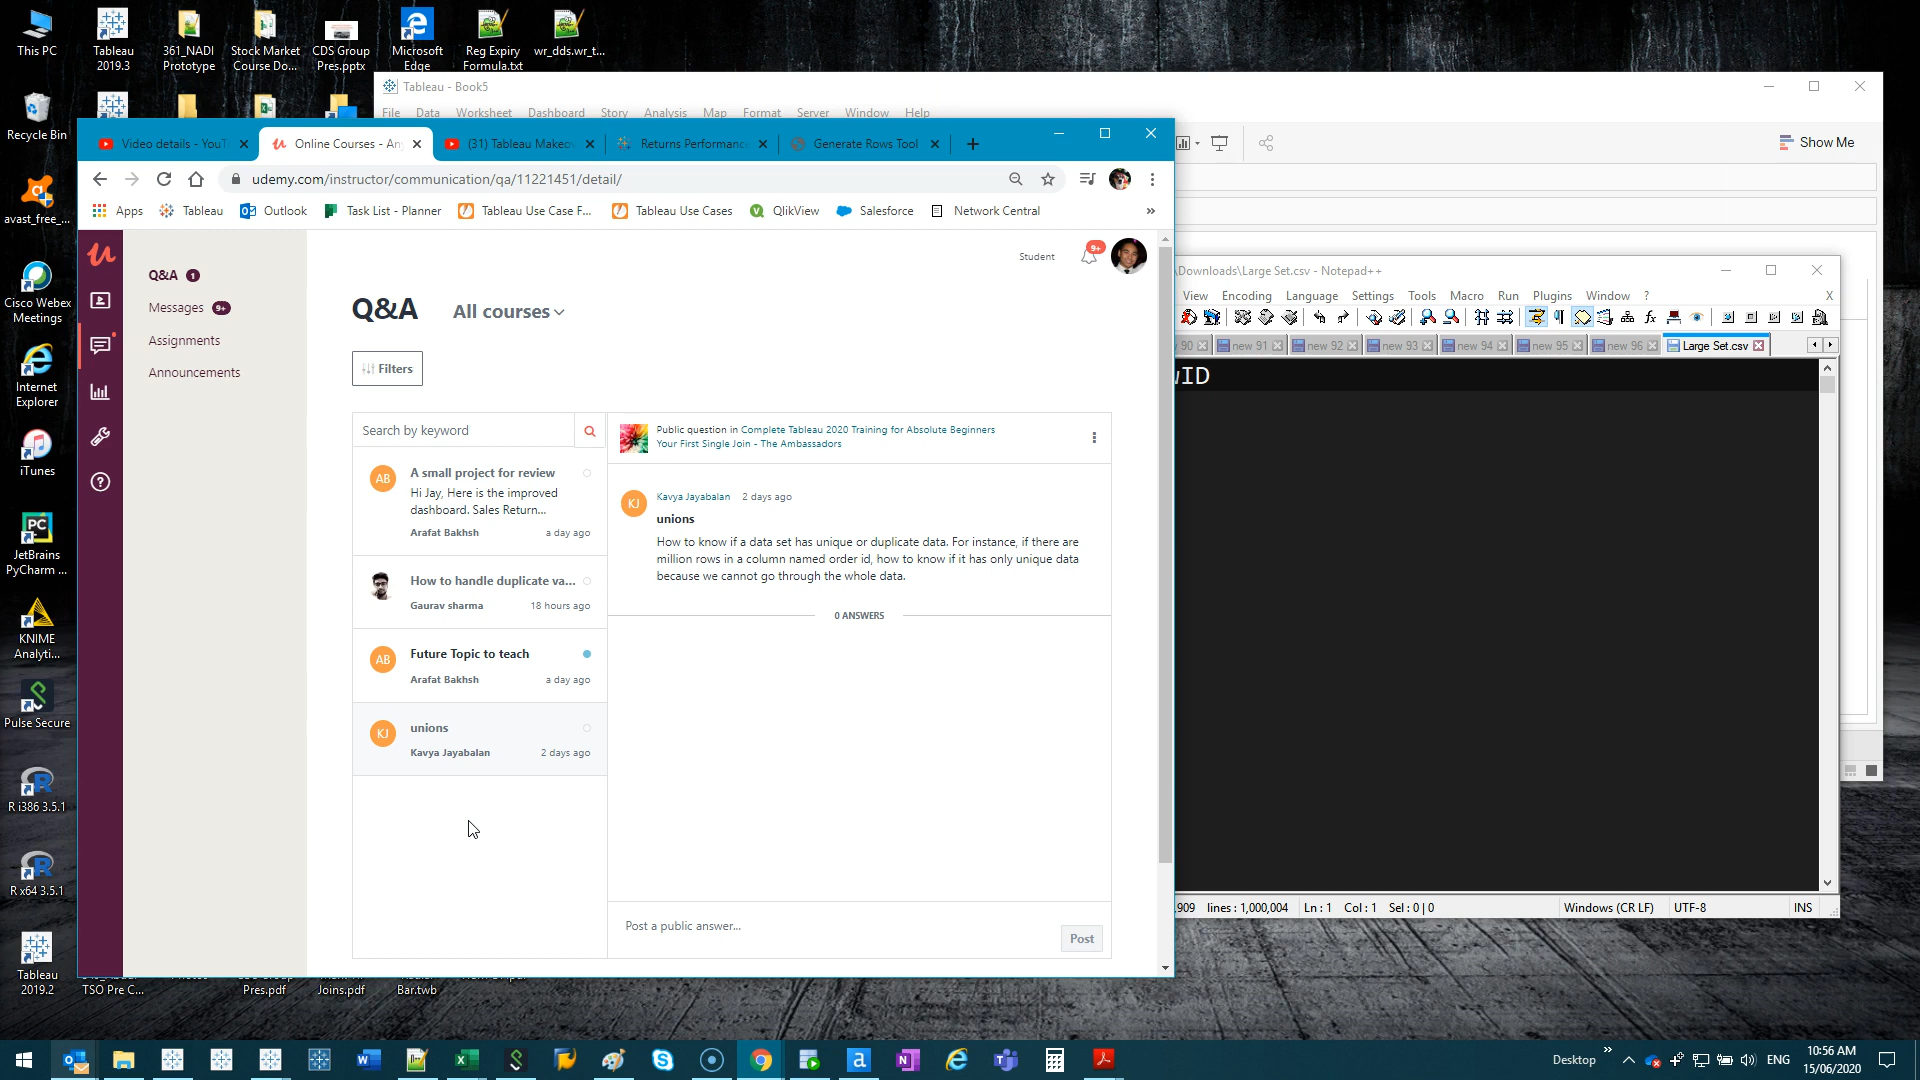 This PC
Tableau
2019.3
361_NADI
Prototype
Stock Market
Course Do...
CDS Group
Pres.pptx
Microsoft
Edge
Reg Expiry
Formula.txt
wr_dds.wr_t...
Recycle Bin
avast_free_...
Cisco Webex
Meetings
Internet
Explorer
iTunes
JetBrains
PyCharm ...
KNIME
Analyti...
Pulse Secure
R i386 3.5.1
R x64 3.5.1
Tableau
2019.2
TSO Pre C...
Pres.pdf
Joins.pdf
Bar.twb
Tableau - Book5
File Data Worksheet Dashboard Story Analysis Map Format Server Window Help
Show Me
Video details - YouT
Online Courses - An
(31) Tableau Makeo
Returns Performanc
Generate Rows Tool
udemy.com/instructor/communication/qa/11221451/detail/
Apps
Tableau
Outlook
Task List - Planner
Tableau Use Case F...
Tableau Use Cases
QlikView
Salesforce
Network Central
»
Q&A 1
Messages 9+
Assignments
Announcements
Student
9+
Q&A
All courses
Filters
Search by keyword
AB
A small project for review
Hi Jay, Here is the improved
dashboard. Sales Return...
Arafat Bakhsh a day ago
How to handle duplicate va...
Gaurav sharma 18 hours ago
AB
Future Topic to teach
Arafat Bakhsh a day ago
KJ
unions
Kavya Jayabalan 2 days ago
Public question in Complete Tableau 2020 Training for Absolute Beginners
Your First Single Join - The Ambassadors
KJ
Kavya Jayabalan 2 days ago
unions
How to know if a data set has unique or duplicate data. For instance, if there are
million rows in a column named order id, how to know if it has only unique data
because we cannot go through the whole data.
0 ANSWERS
Post a public answer...
Post
\Downloads\Large Set.csv - Notepad++
View Encoding Language Settings Tools Macro Run Plugins Window ?
X
90
new 91
new 92
new 93
new 94
new 95
new 96
Large Set.csv
wID
909 lines : 1,000,004 Ln : 1 Col : 1 Sel : 0 | 0
Windows (CR LF)
UTF-8
INS
Desktop
»
ENG
10:56 AM
15/06/2020